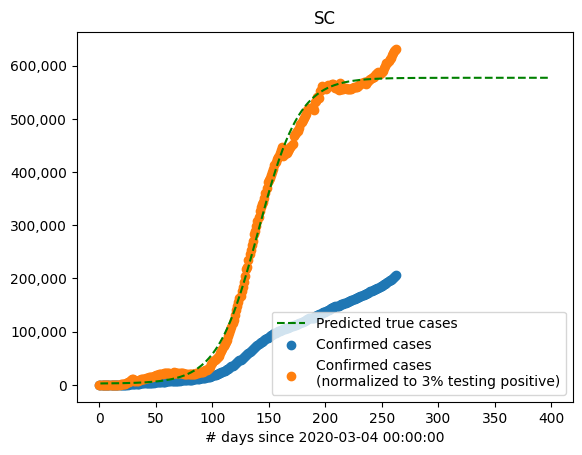 SC
600,000
500,000
400,000
300,000
200,000
100,000
0
Predicted true cases
Confirmed cases
Confirmed cases
(normalized to 3% testing positive)
0 50 100 150 200 250 300 350 400
# days since 2020-03-04 00:00:00